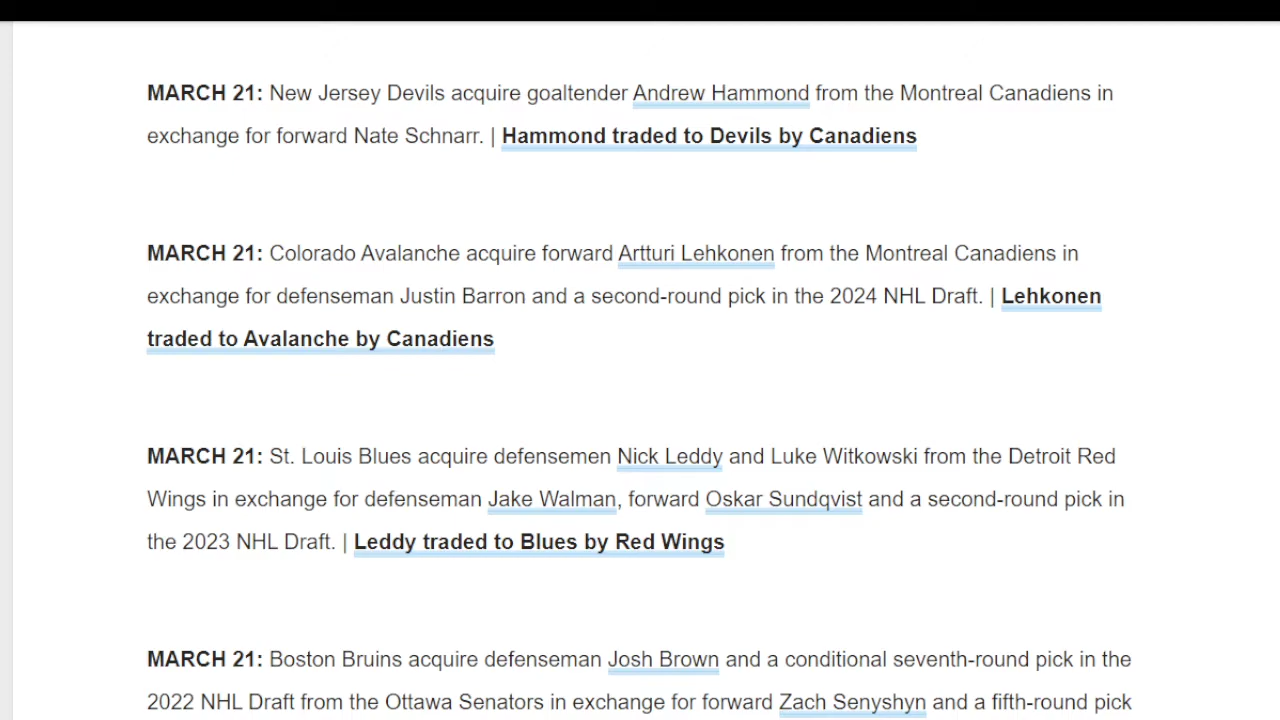 MARCH 21: New Jersey Devils acquire goaltender Andrew Hammond from the Montreal Canadiens in
exchange for forward Nate Schnarr. | Hammond traded to Devils by Canadiens
MARCH 21: Colorado Avalanche acquire forward Artturi Lehkonen from the Montreal Canadiens in
exchange for defenseman Justin Barron and a second-round pick in the 2024 NHL Draft. | Lehkonen
traded to Avalanche by Canadiens
MARCH 21: St. Louis Blues acquire defensemen Nick Leddy and Luke Witkowski from the Detroit Red
Wings in exchange for defenseman Jake Walman, forward Oskar Sundqvist and a second-round pick in
the 2023 NHL Draft. | Leddy traded to Blues by Red Wings
MARCH 21: Boston Bruins acquire defenseman Josh Brown and a conditional seventh-round pick in the
2022 NHL Draft from the Ottawa Senators in exchange for forward Zach Senyshyn and a fifth-round pick